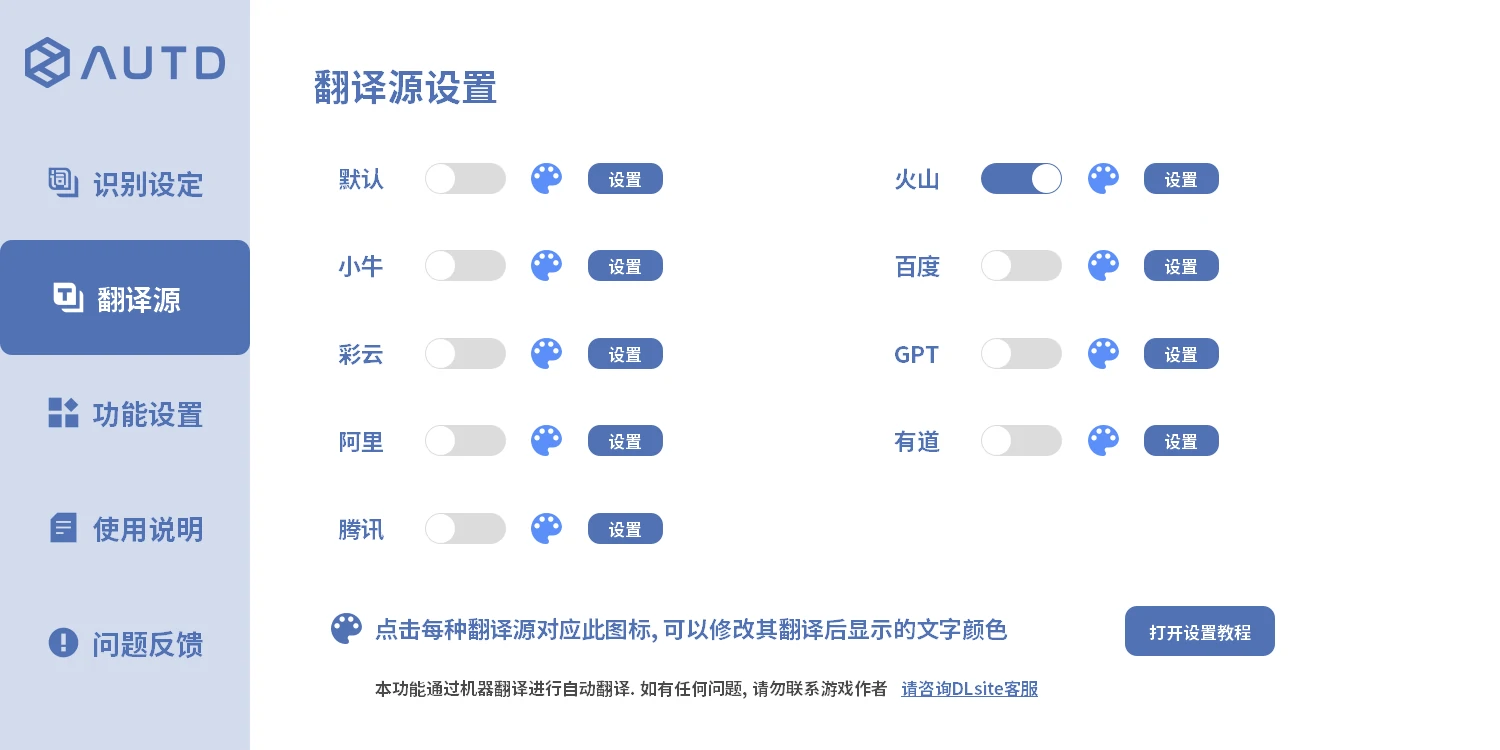 AUTD
识别设定
翻译源
功能设置
使用说明
问题反馈
翻译源设置
默认 设置 火山 设置
小牛 设置 百度 设置
彩云 设置 GPT 设置
阿里 设置 有道 设置
腾讯 设置
点击每种翻译源对应此图标, 可以修改其翻译后显示的文字颜色
打开设置教程
本功能通过机器翻译进行自动翻译. 如有任何问题, 请勿联系游戏作者 请咨询DLsite客服